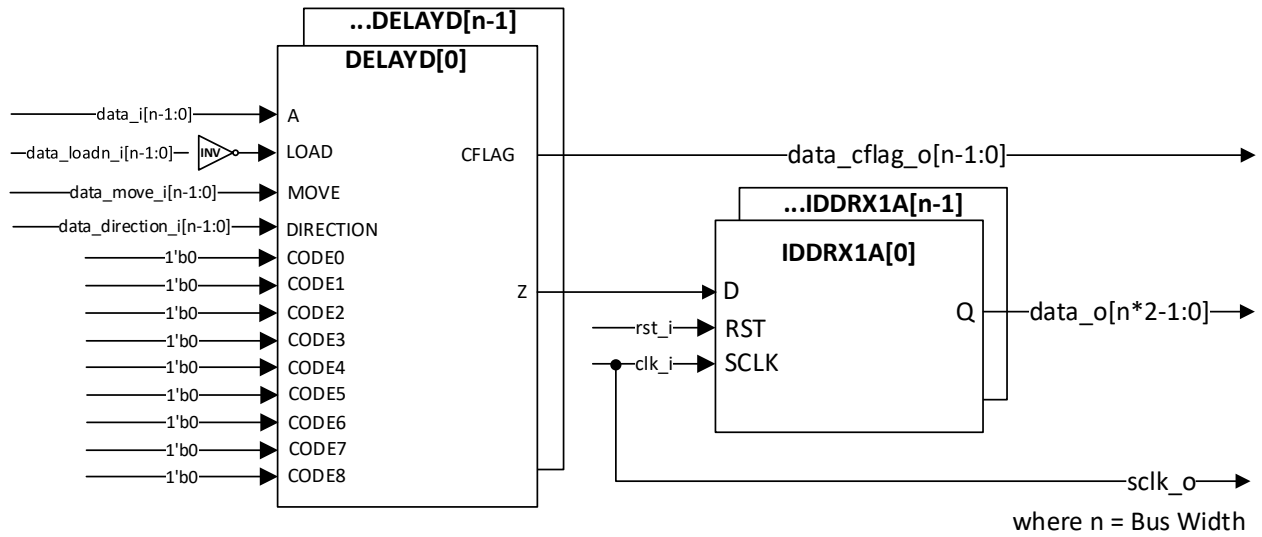 ...DELAYD[n-1]
DELAYD[0]
data_i[n-1:0]
A
data_loadn_i[n-1:0]
INV
LOAD
CFLAG
data_cflag_o[n-1:0]
data_move_i[n-1:0]
MOVE
data_direction_i[n-1:0]
DIRECTION
1'b0
CODE0
1'b0
CODE1
1'b0
CODE2
1'b0
CODE3
1'b0
CODE4
1'b0
CODE5
1'b0
CODE6
1'b0
CODE7
1'b0
CODE8
Z
...IDDRX1A[n-1]
IDDRX1A[0]
D
rst_i
RST
clk_i
SCLK
Q
data_o[n*2-1:0]
sclk_o
where n = Bus Width